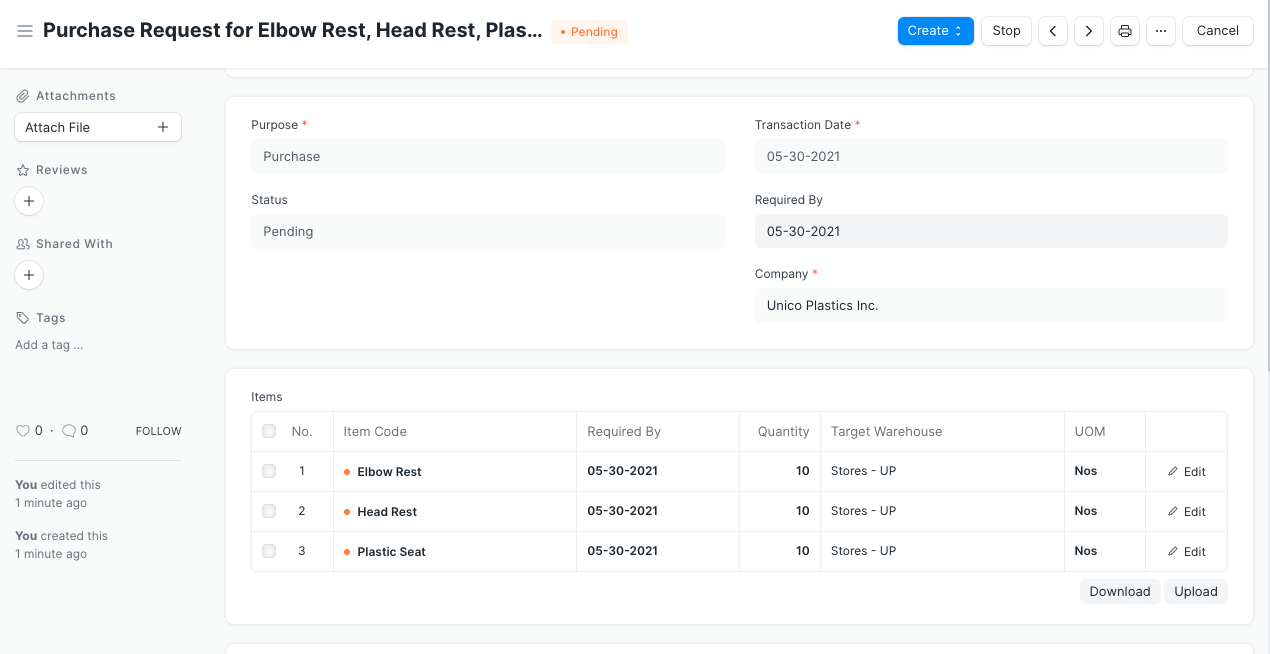 Purchase Request for Elbow Rest, Head Rest, Plas... Pending Create Stop ... Cancel
Attachments
Attach File
Reviews
Shared With
Tags
Add a tag ...
0 · 0 FOLLOW
You edited this
1 minute ago
You created this
1 minute ago
Purpose *
Purchase
Status
Pending
Transaction Date *
05-30-2021
Required By
05-30-2021
Company *
Unico Plastics Inc.
Items
No. Item Code Required By Quantity Target Warehouse UOM
1 Elbow Rest 05-30-2021 10 Stores - UP Nos Edit
2 Head Rest 05-30-2021 10 Stores - UP Nos Edit
3 Plastic Seat 05-30-2021 10 Stores - UP Nos Edit
Download Upload